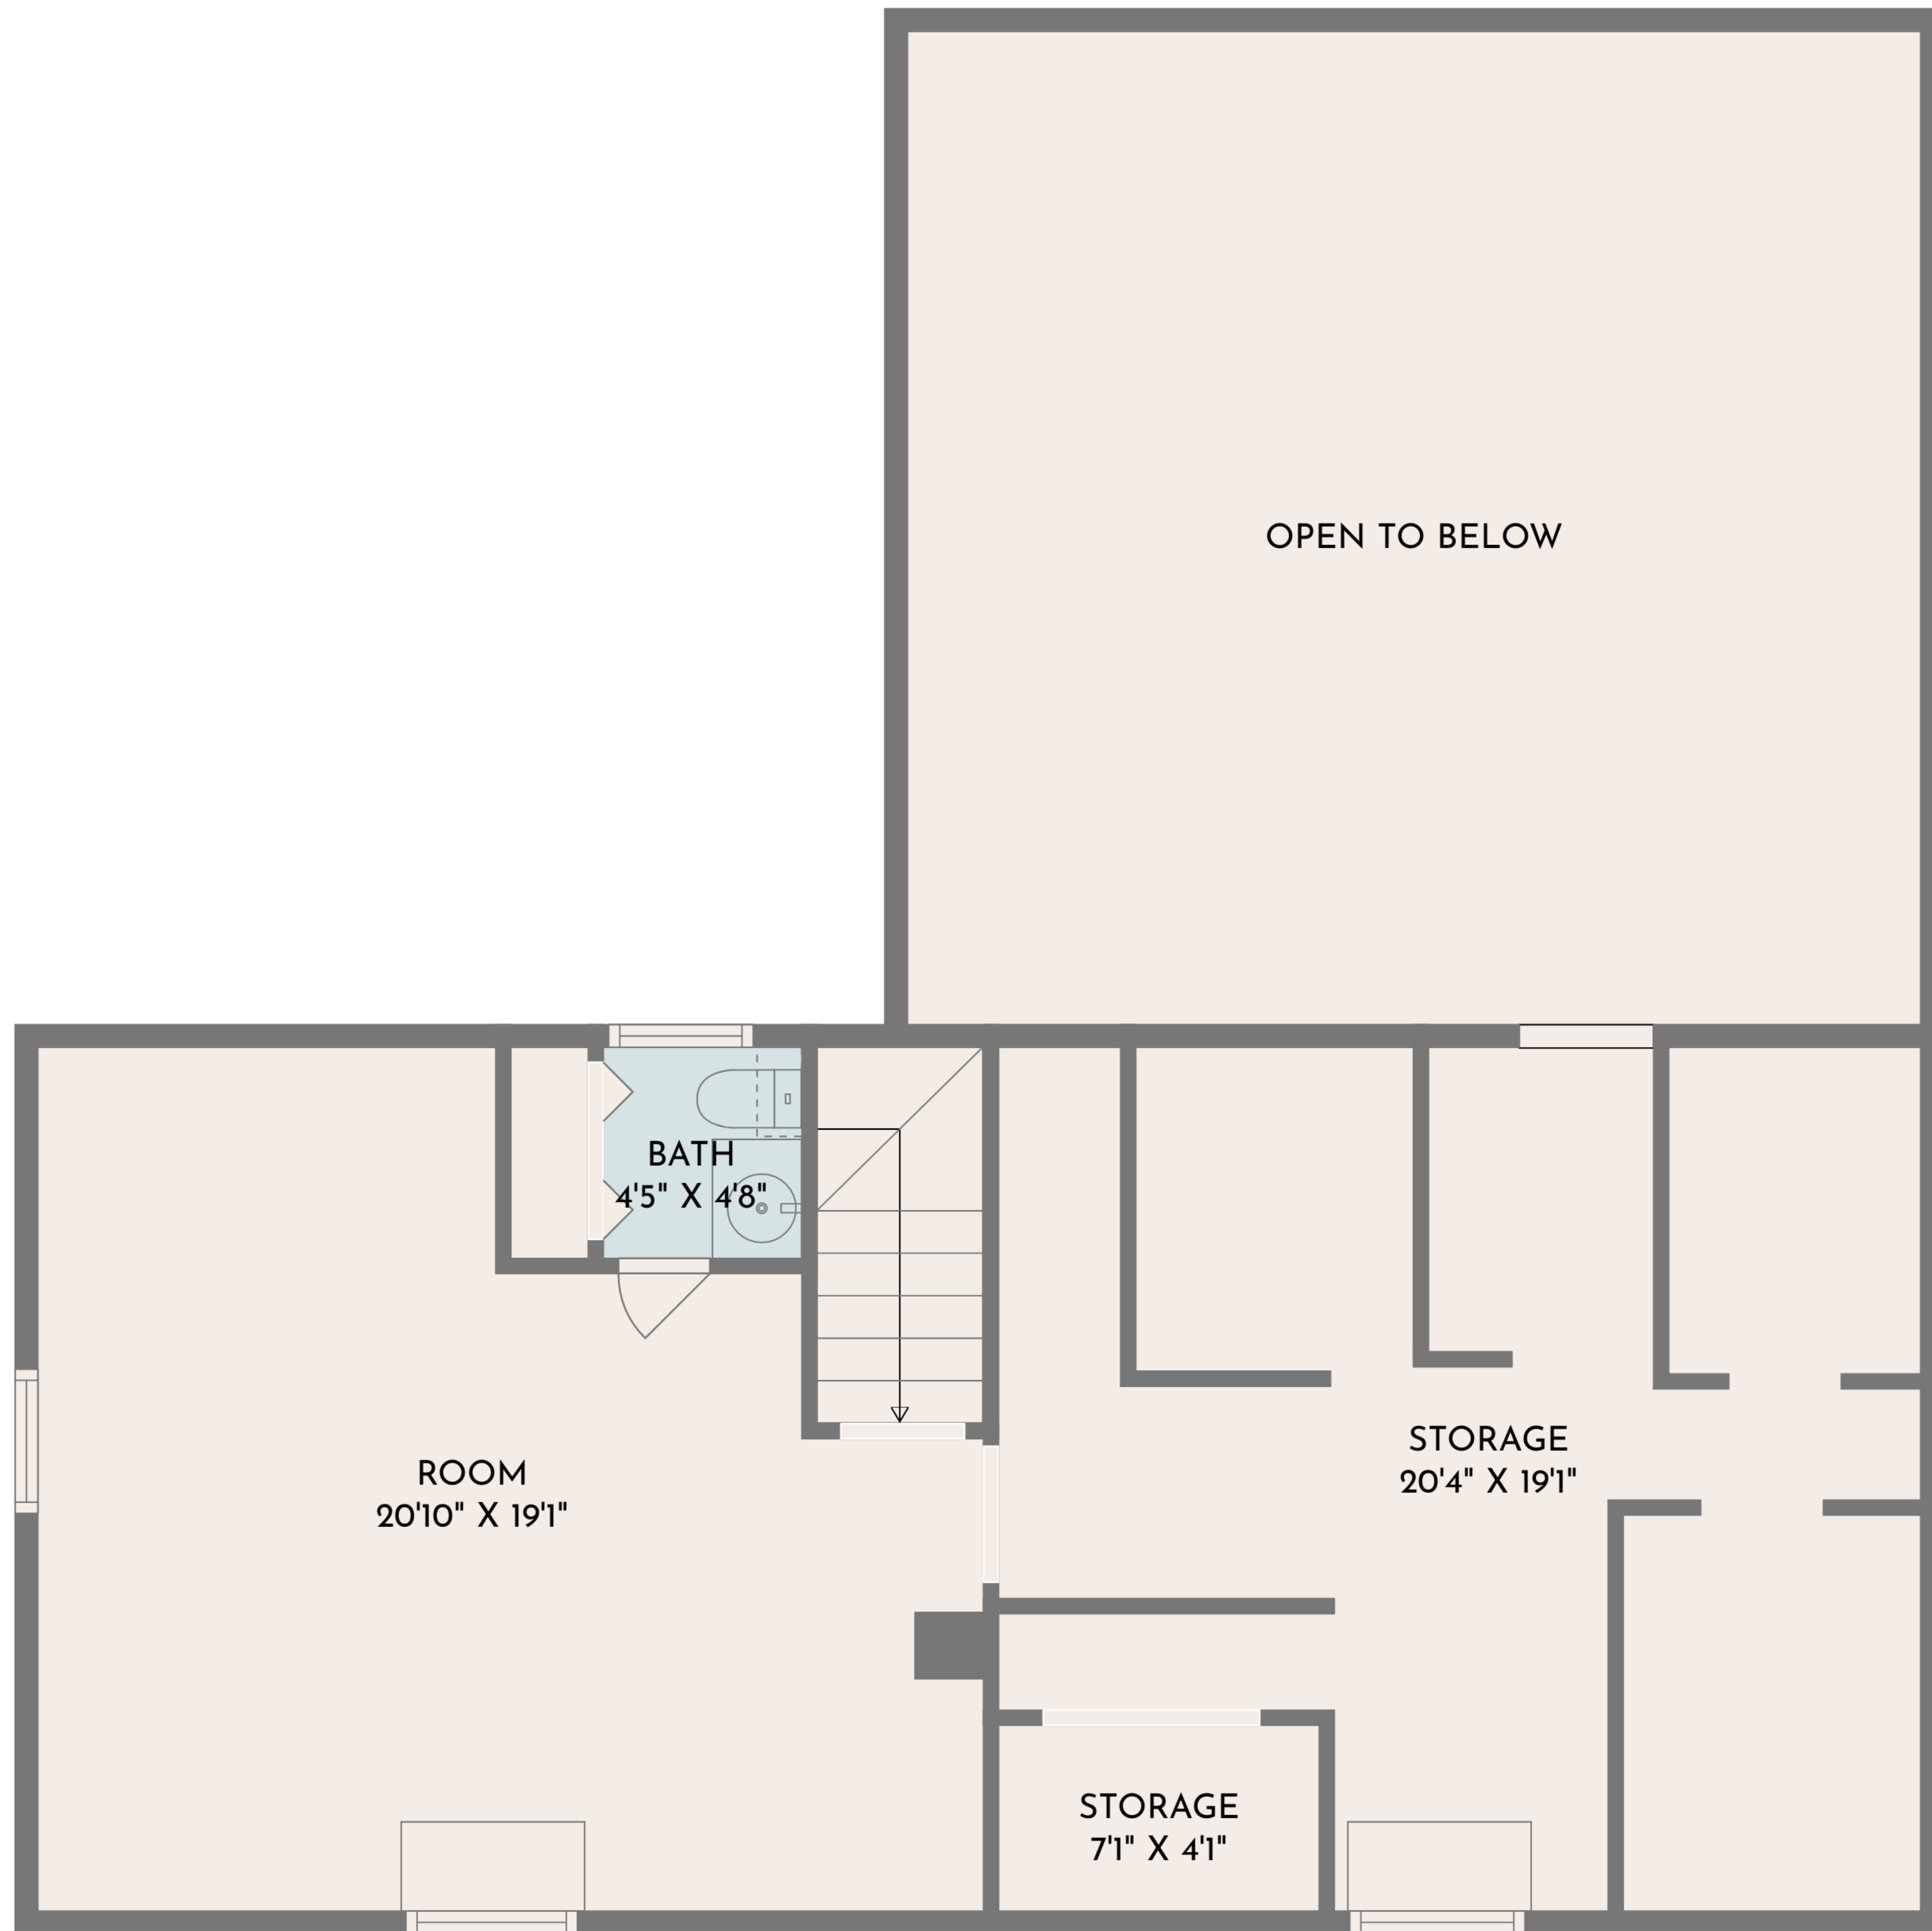 OPEN TO BELOW
BATH
4'5" X 4'8"
ROOM
20'10" X 19'1"
STORAGE
20'4" X 19'1"
STORAGE
7'1" X 4'1"